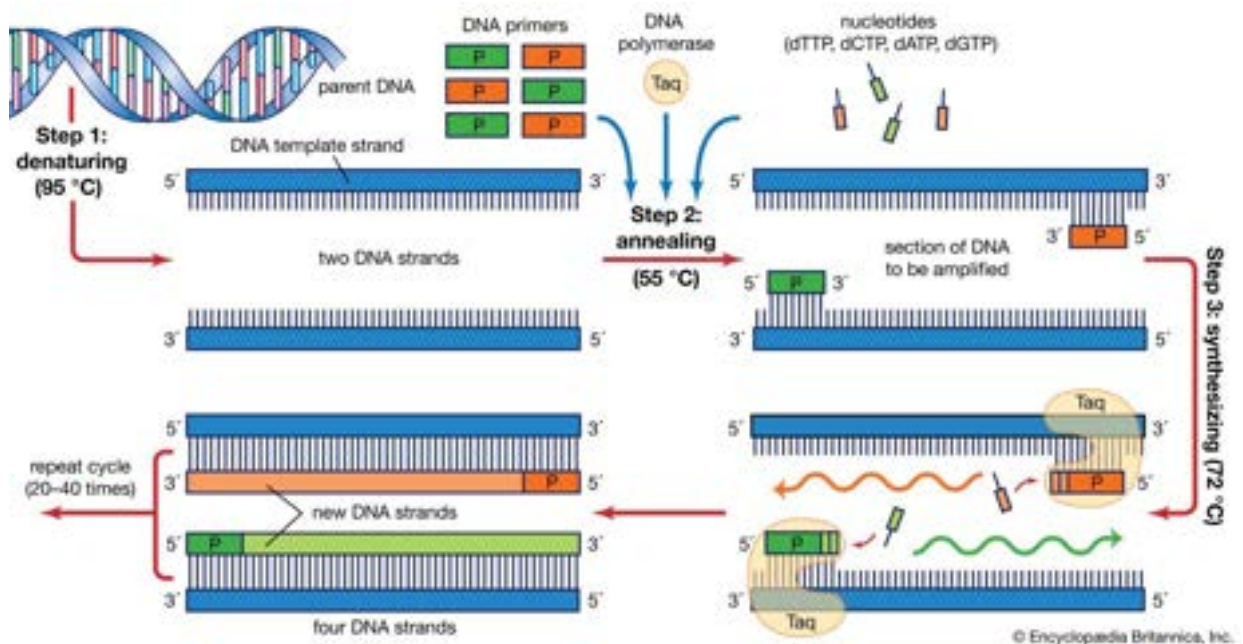 DNA primers
P P
P P
P P
DNA
polymerase
Taq
nucleotides
(dTTP, dCTP, dATP, dGTP)
parent DNA
Step 1:
denaturing
(95 °C)
DNA template strand
5´ 3´
two DNA strands
3´ 5´
Step 2:
annealing
(55 °C)
5´ 3´
3´ P 5´
section of DNA
to be amplified
5´ P 3´
3´ 5´
Step 3: synthesizing (72 °C)
Taq
5´ 3´
P 5´
5´ P
3´ 5´
Taq
5´ 3´
3´ P 5´
new DNA strands
5´ P 3´
3´ 5´
four DNA strands
repeat cycle
(20–40 times)
© Encyclopædia Britannica, Inc.